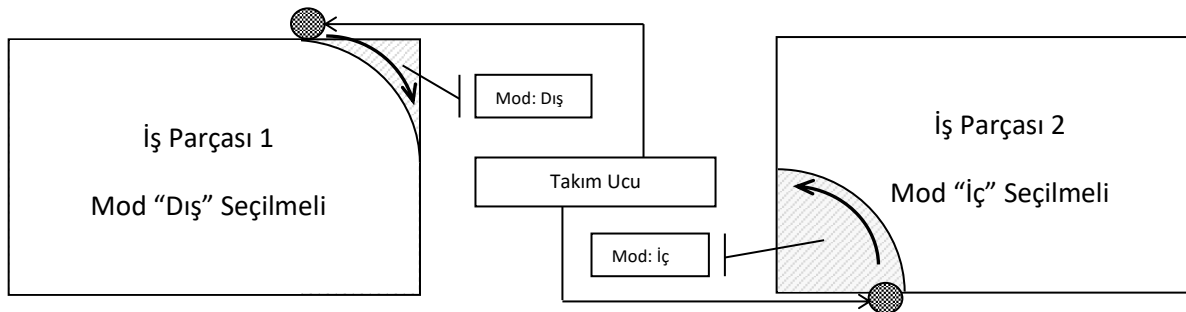 İş Parçası 1
Mod “Dış” Seçilmeli
Mod: Dış
Takım Ucu
Mod: İç
İş Parçası 2
Mod “İç” Seçilmeli